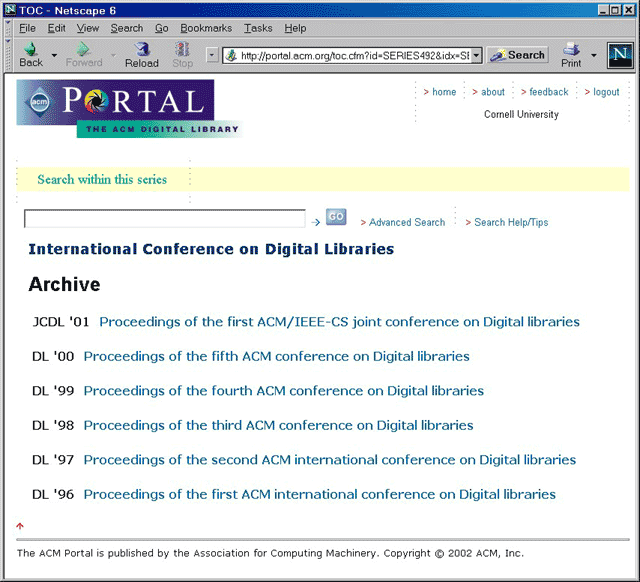 TOC - Netscape 6
File Edit View Search Go Bookmarks Tasks Help
Back Forward Reload Stop http://portal.acm.org/toc.cfm?id=SERIES492&idx=SE Search Print N
acm PORTAL
THE ACM DIGITAL LIBRARY
> home > about > feedback > logout
Cornell University
Search within this series
GO > Advanced Search > Search Help/Tips
International Conference on Digital Libraries
Archive
JCDL '01 Proceedings of the first ACM/IEEE-CS joint conference on Digital libraries
DL '00 Proceedings of the fifth ACM conference on Digital libraries
DL '99 Proceedings of the fourth ACM conference on Digital libraries
DL '98 Proceedings of the third ACM conference on Digital libraries
DL '97 Proceedings of the second ACM international conference on Digital libraries
DL '96 Proceedings of the first ACM international conference on Digital libraries
The ACM Portal is published by the Association for Computing Machinery. Copyright © 2002 ACM, Inc.